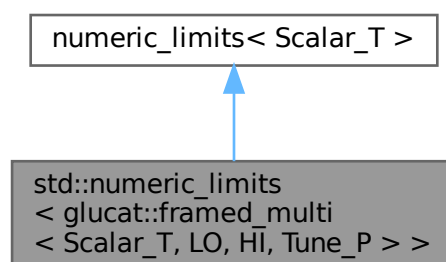 numeric_limits< Scalar_T >
std::numeric_limits
< glucat::framed_multi
< Scalar_T, LO, HI, Tune_P > >